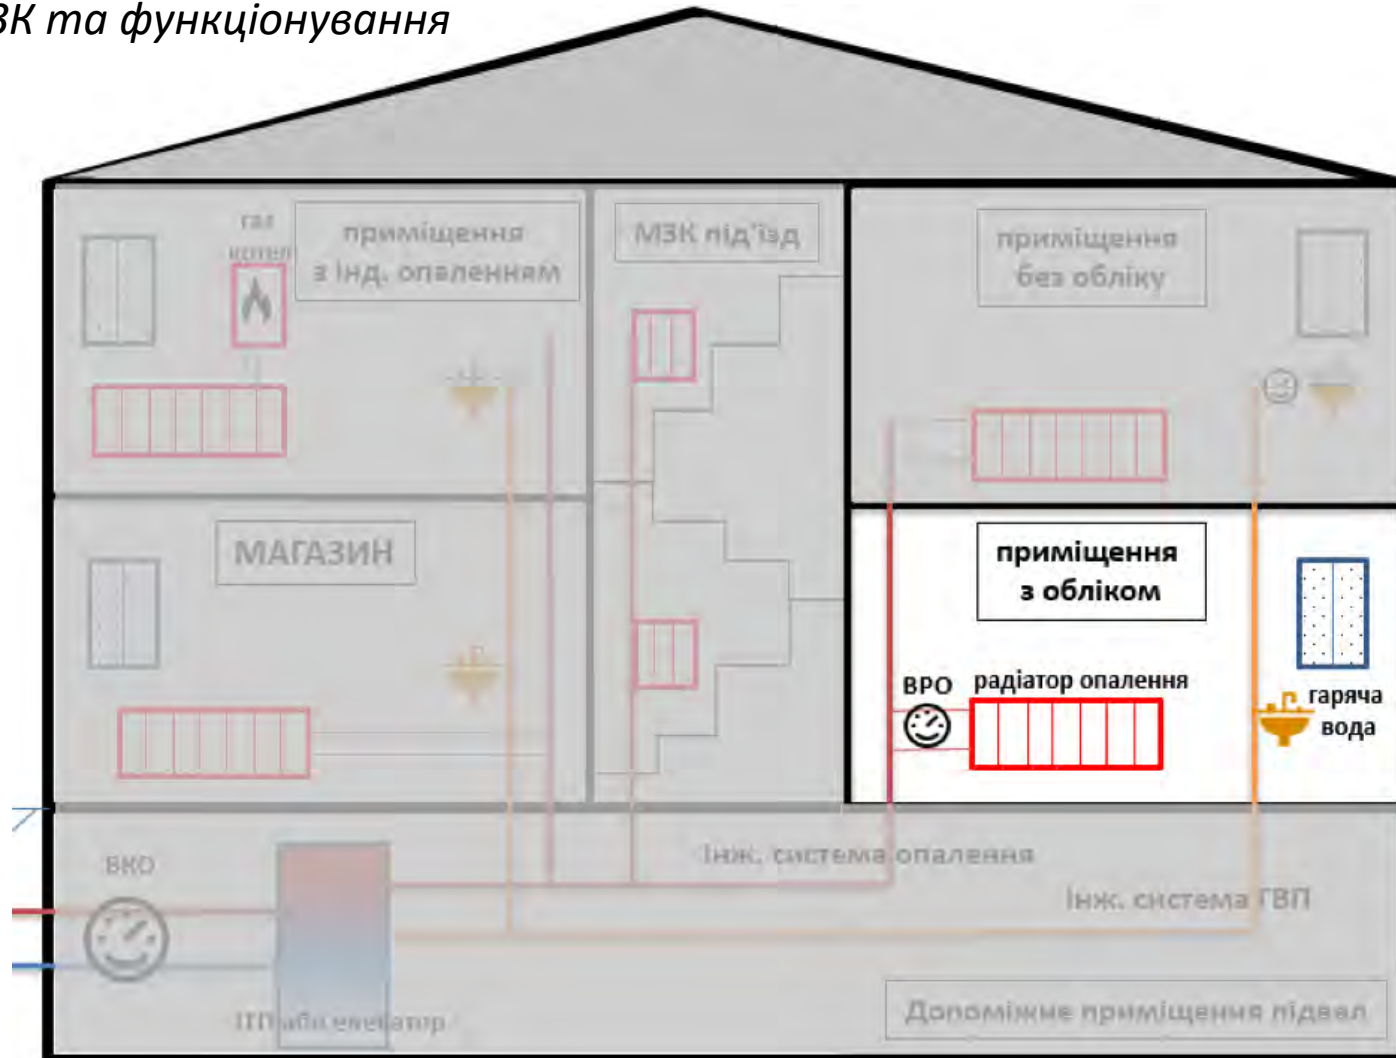 ЗК та функціонування
газ
котел
приміщення
з інд. опаленням
МЗК під'їзд
приміщення
без обліку
МАГАЗИН
приміщення
з обліком
ВРО
радіатор опалення
гаряча
вода
ВКО
Інж. система опалення
Інж. система ГВП
ІТП або елеватор
Допоміжне приміщення підвал